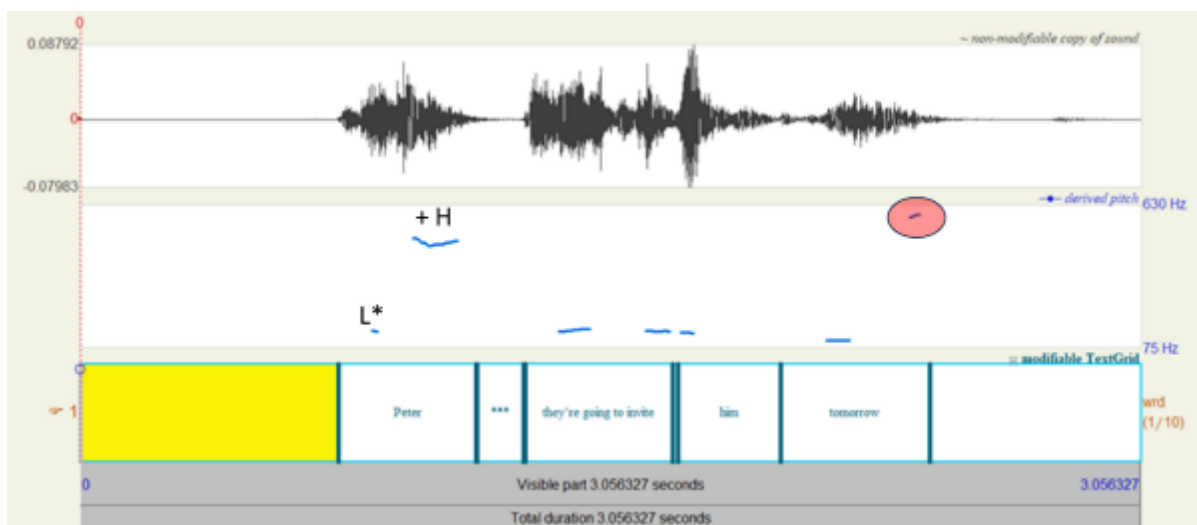 0
0.08792
~ non-modifiable copy of sound
0
-0.07983
derived pitch
630 Hz
+ H
L*
75 Hz
modifiable TextGrid
1
Peter
***
they're going to invite
him
tomorrow
wrd
(1/10)
0
Visible part 3.056327 seconds
3.056327
Total duration 3.056327 seconds